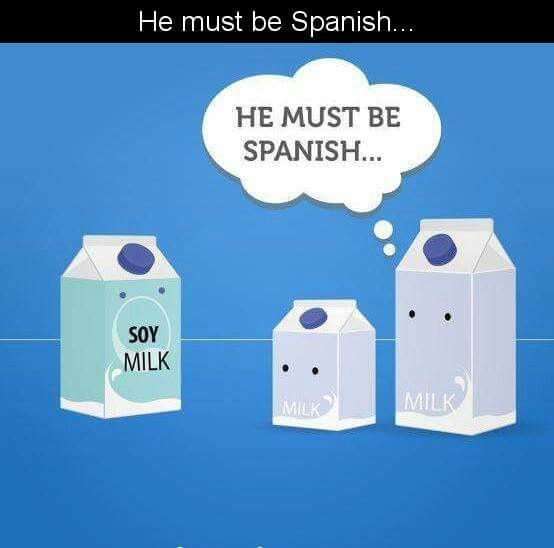 He must be Spanish...
HE MUST BE
SPANISH...
SOY
MILK
MILK
MILK